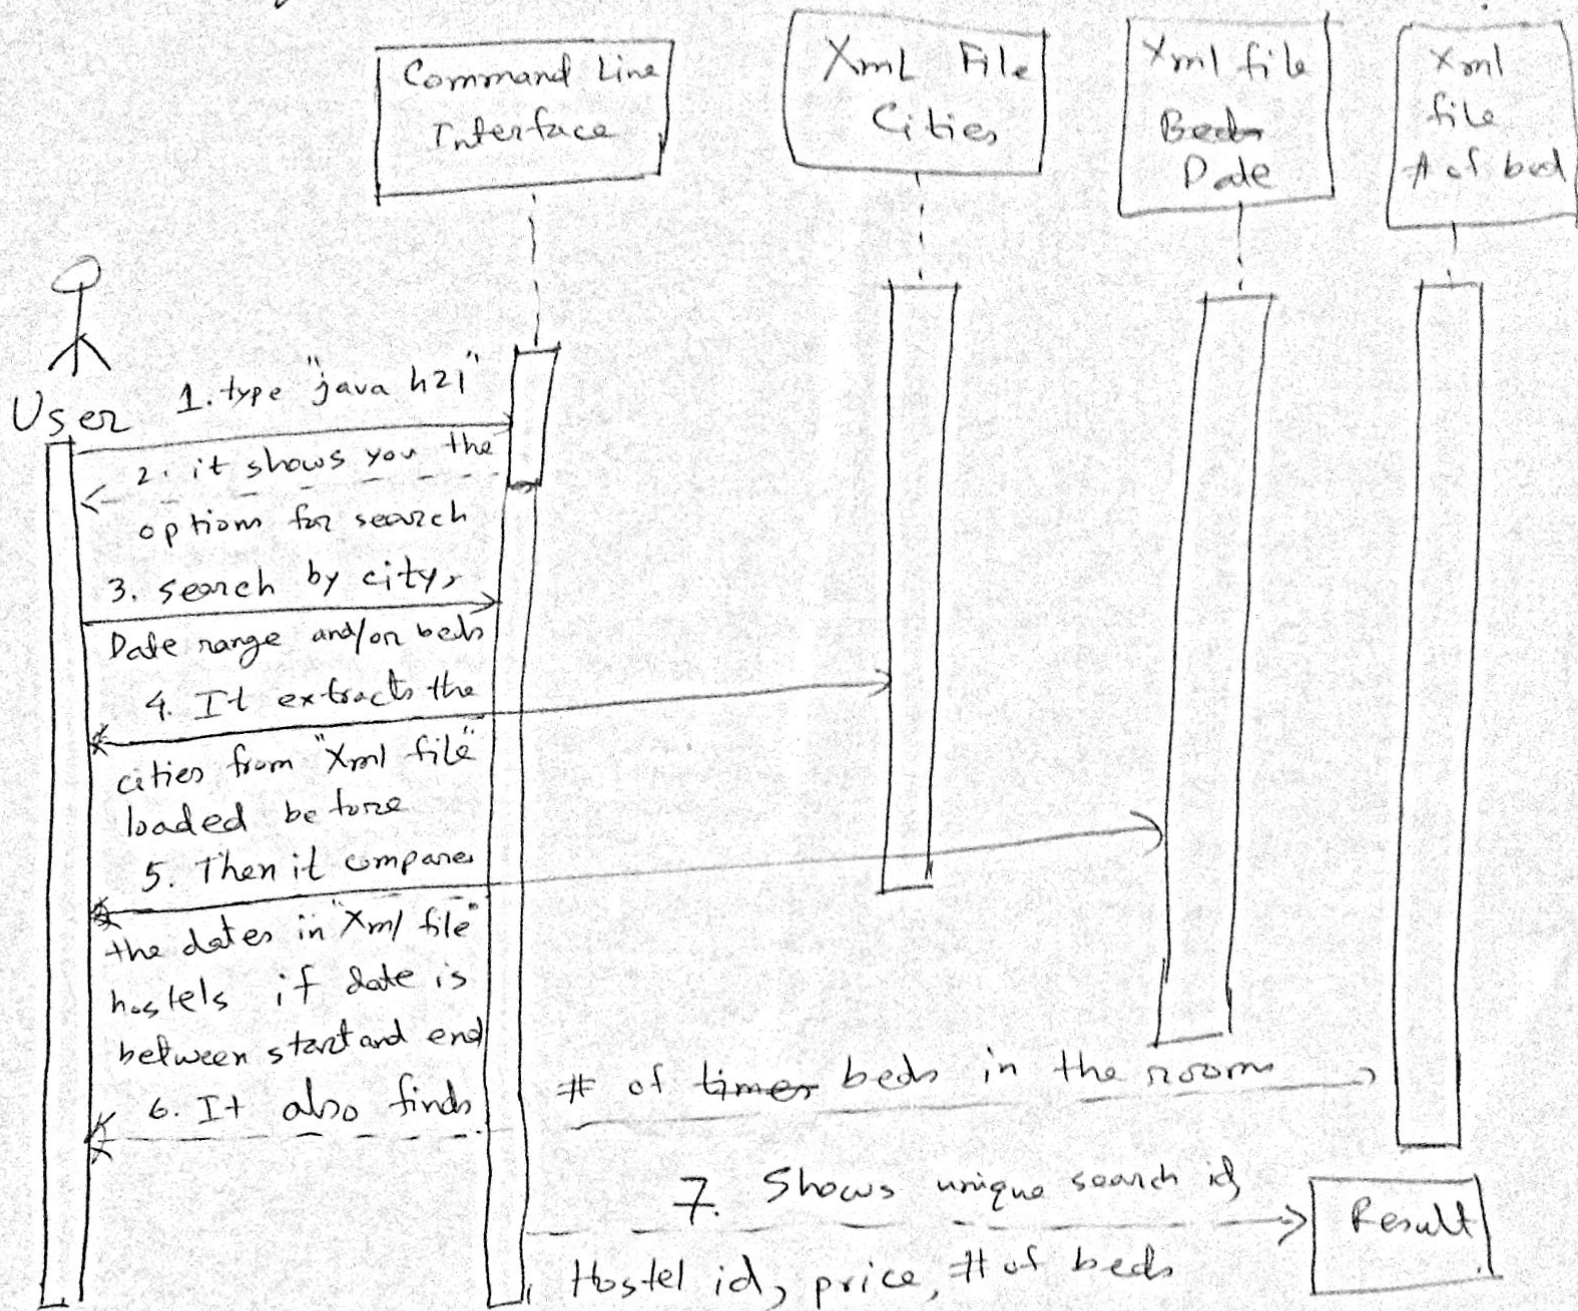 Command Line
Interface
XmL File
Cities
Xml file
Date
Xml
file
# of bed
User
1. type "java h21"
2. it shows you the
options for search
3. search by city,
Date range and/or beds
4. It extracts the
cities from "Xml file"
loaded before
5. Then it compares
the dates in "Xml file"
hostels if date is
between start and end
6. It also finds
# of times beds in the room
7. Shows unique search id,
Hostel id, price, # of beds
Result